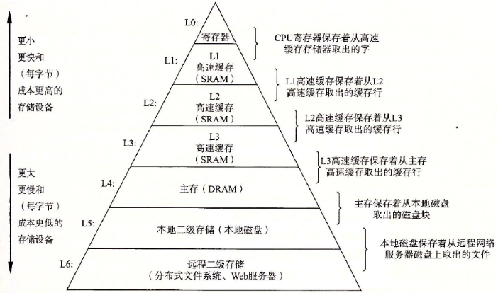 L0:
寄存器
CPU寄存器保存着从高速
缓存存储器取出的字
更小
更快和
(每字节)
成本更高的
存储设备
L1:
L1
高速缓存
(SRAM)
L1高速缓存保存着从L2
高速缓存取出的缓存行
L2:
L2
高速缓存
(SRAM)
L2高速缓存保存着从L3
高速缓存取出的缓存行
L3:
L3
高速缓存
(SRAM)
L3高速缓存保存着从主存
高速缓存取出的缓存行
更大
更慢和
(每字节)
成本更低的
存储设备
L4:
主存(DRAM)
主存保存着从本地磁盘
取出的磁盘块
L5:
本地二级存储(本地磁盘)
本地磁盘保存着从远程网络
服务器磁盘上取出的文件
L6:
远程二级存储
(分布式文件系统、Web服务器)